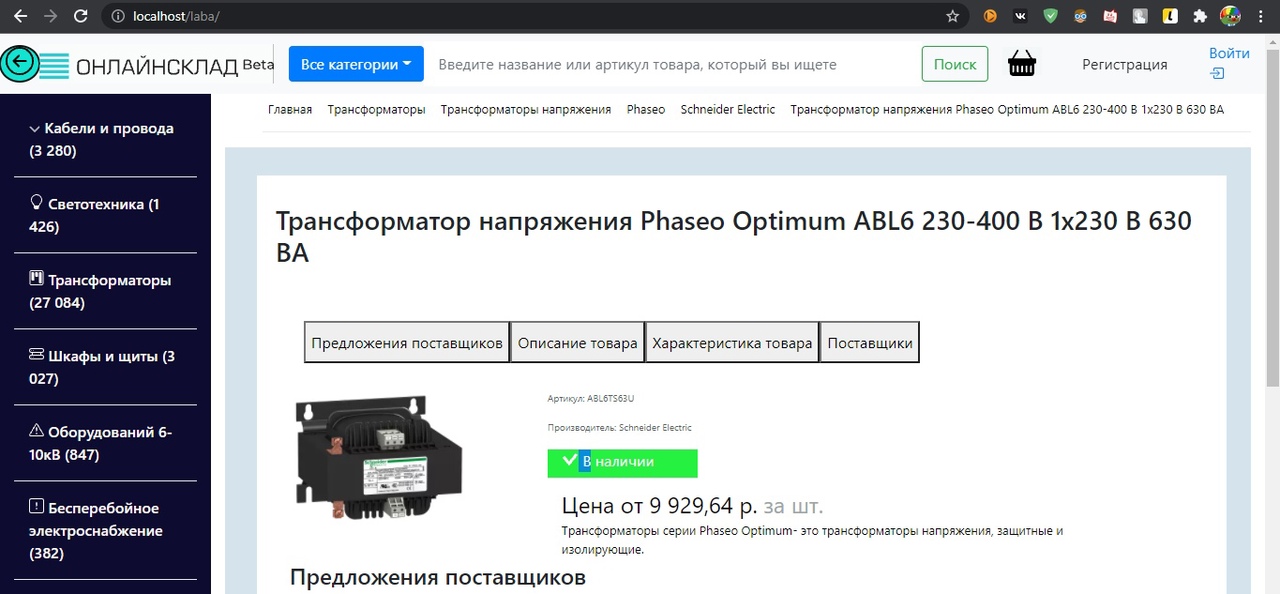 localhost/laba/
ОНЛАЙНСКЛАД Beta
Все категории
Введите название или артикул товара, который вы ищете
Поиск
Регистрация
Войти
Кабели и провода
(3 280)
Светотехника (1
426)
Трансформаторы
(27 084)
Шкафы и щиты (3
027)
Оборудований 6-
10кВ (847)
Бесперебойное
электроснабжение
(382)
Главная Трансформаторы Трансформаторы напряжения Phaseo Schneider Electric Трансформатор напряжения Phaseo Optimum ABL6 230-400 В 1x230 В 630 ВА
Трансформатор напряжения Phaseo Optimum ABL6 230-400 В 1x230 В 630
ВА
Предложения поставщиков Описание товара Характеристика товара Поставщики
Артикул: ABL6TS63U
Производитель: Schneider Electric
В наличии
Цена от 9 929,64 р. за шт.
Трансформаторы серии Phaseo Optimum- это трансформаторы напряжения, защитные и
изолирующие.
Предложения поставщиков